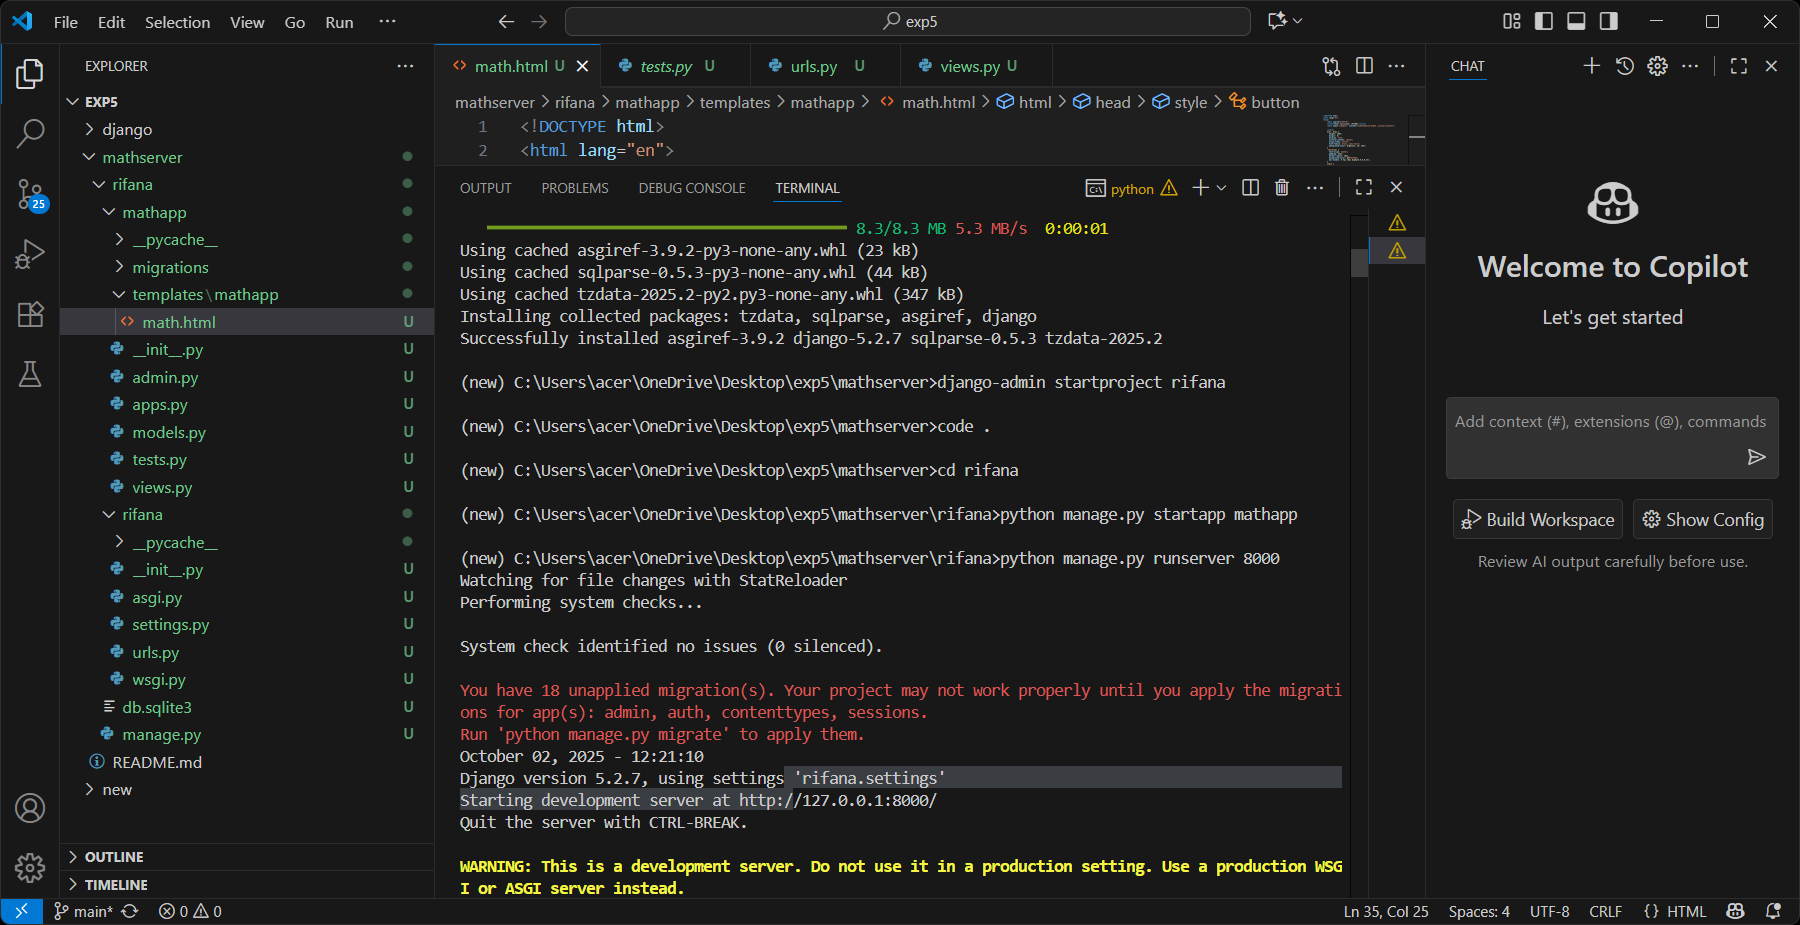 File Edit Selection View Go Run ···
exp5
EXPLORER
EXP5
django
mathserver
rifana
mathapp
__pycache__
migrations
templates\mathapp
math.html U
__init__.py U
admin.py U
apps.py U
models.py U
tests.py U
views.py U
rifana
__pycache__
__init__.py U
asgi.py U
settings.py U
urls.py U
wsgi.py U
db.sqlite3 U
manage.py U
README.md
new
OUTLINE
TIMELINE
25
math.html U tests.py U urls.py U views.py U
mathserver > rifana > mathapp > templates > mathapp > math.html > html > head > style > button
1 <!DOCTYPE html>
2 <html lang="en">
OUTPUT PROBLEMS DEBUG CONSOLE TERMINAL
python
8.3/8.3 MB 5.3 MB/s 0:00:01
Using cached asgiref-3.9.2-py3-none-any.whl (23 kB)
Using cached sqlparse-0.5.3-py3-none-any.whl (44 kB)
Using cached tzdata-2025.2-py2.py3-none-any.whl (347 kB)
Installing collected packages: tzdata, sqlparse, asgiref, django
Successfully installed asgiref-3.9.2 django-5.2.7 sqlparse-0.5.3 tzdata-2025.2
(new) C:\Users\acer\OneDrive\Desktop\exp5\mathserver>django-admin startproject rifana
(new) C:\Users\acer\OneDrive\Desktop\exp5\mathserver>code .
(new) C:\Users\acer\OneDrive\Desktop\exp5\mathserver>cd rifana
(new) C:\Users\acer\OneDrive\Desktop\exp5\mathserver\rifana>python manage.py startapp mathapp
(new) C:\Users\acer\OneDrive\Desktop\exp5\mathserver\rifana>python manage.py runserver 8000
Watching for file changes with StatReloader
Performing system checks...
System check identified no issues (0 silenced).
You have 18 unapplied migration(s). Your project may not work properly until you apply the migrati
ons for app(s): admin, auth, contenttypes, sessions.
Run 'python manage.py migrate' to apply them.
October 02, 2025 - 12:21:10
Django version 5.2.7, using settings 'rifana.settings'
Starting development server at http://127.0.0.1:8000/
Quit the server with CTRL-BREAK.
WARNING: This is a development server. Do not use it in a production setting. Use a production WSG
I or ASGI server instead.
CHAT
Welcome to Copilot
Let's get started
Add context (#), extensions (@), commands
Build Workspace Show Config
Review AI output carefully before use.
main* 0 0
Ln 35, Col 25 Spaces: 4 UTF-8 CRLF {} HTML